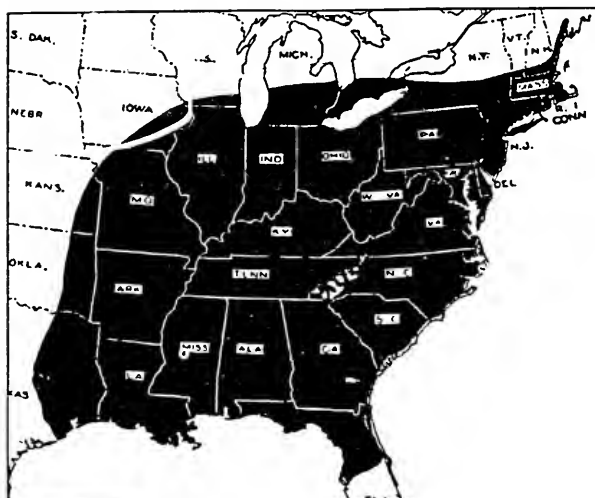 S. DAK.
MICH.
N.Y.
VT.
N.H.
MASS
R. I
CONN
NEBR
IOWA
PA
N.J.
ILL
IND
OHIO
DEL
KANS.
MO
W VA
VA
KY
OKLA.
TENN
N C
ARK
S C
MISS
ALA
GA
LA